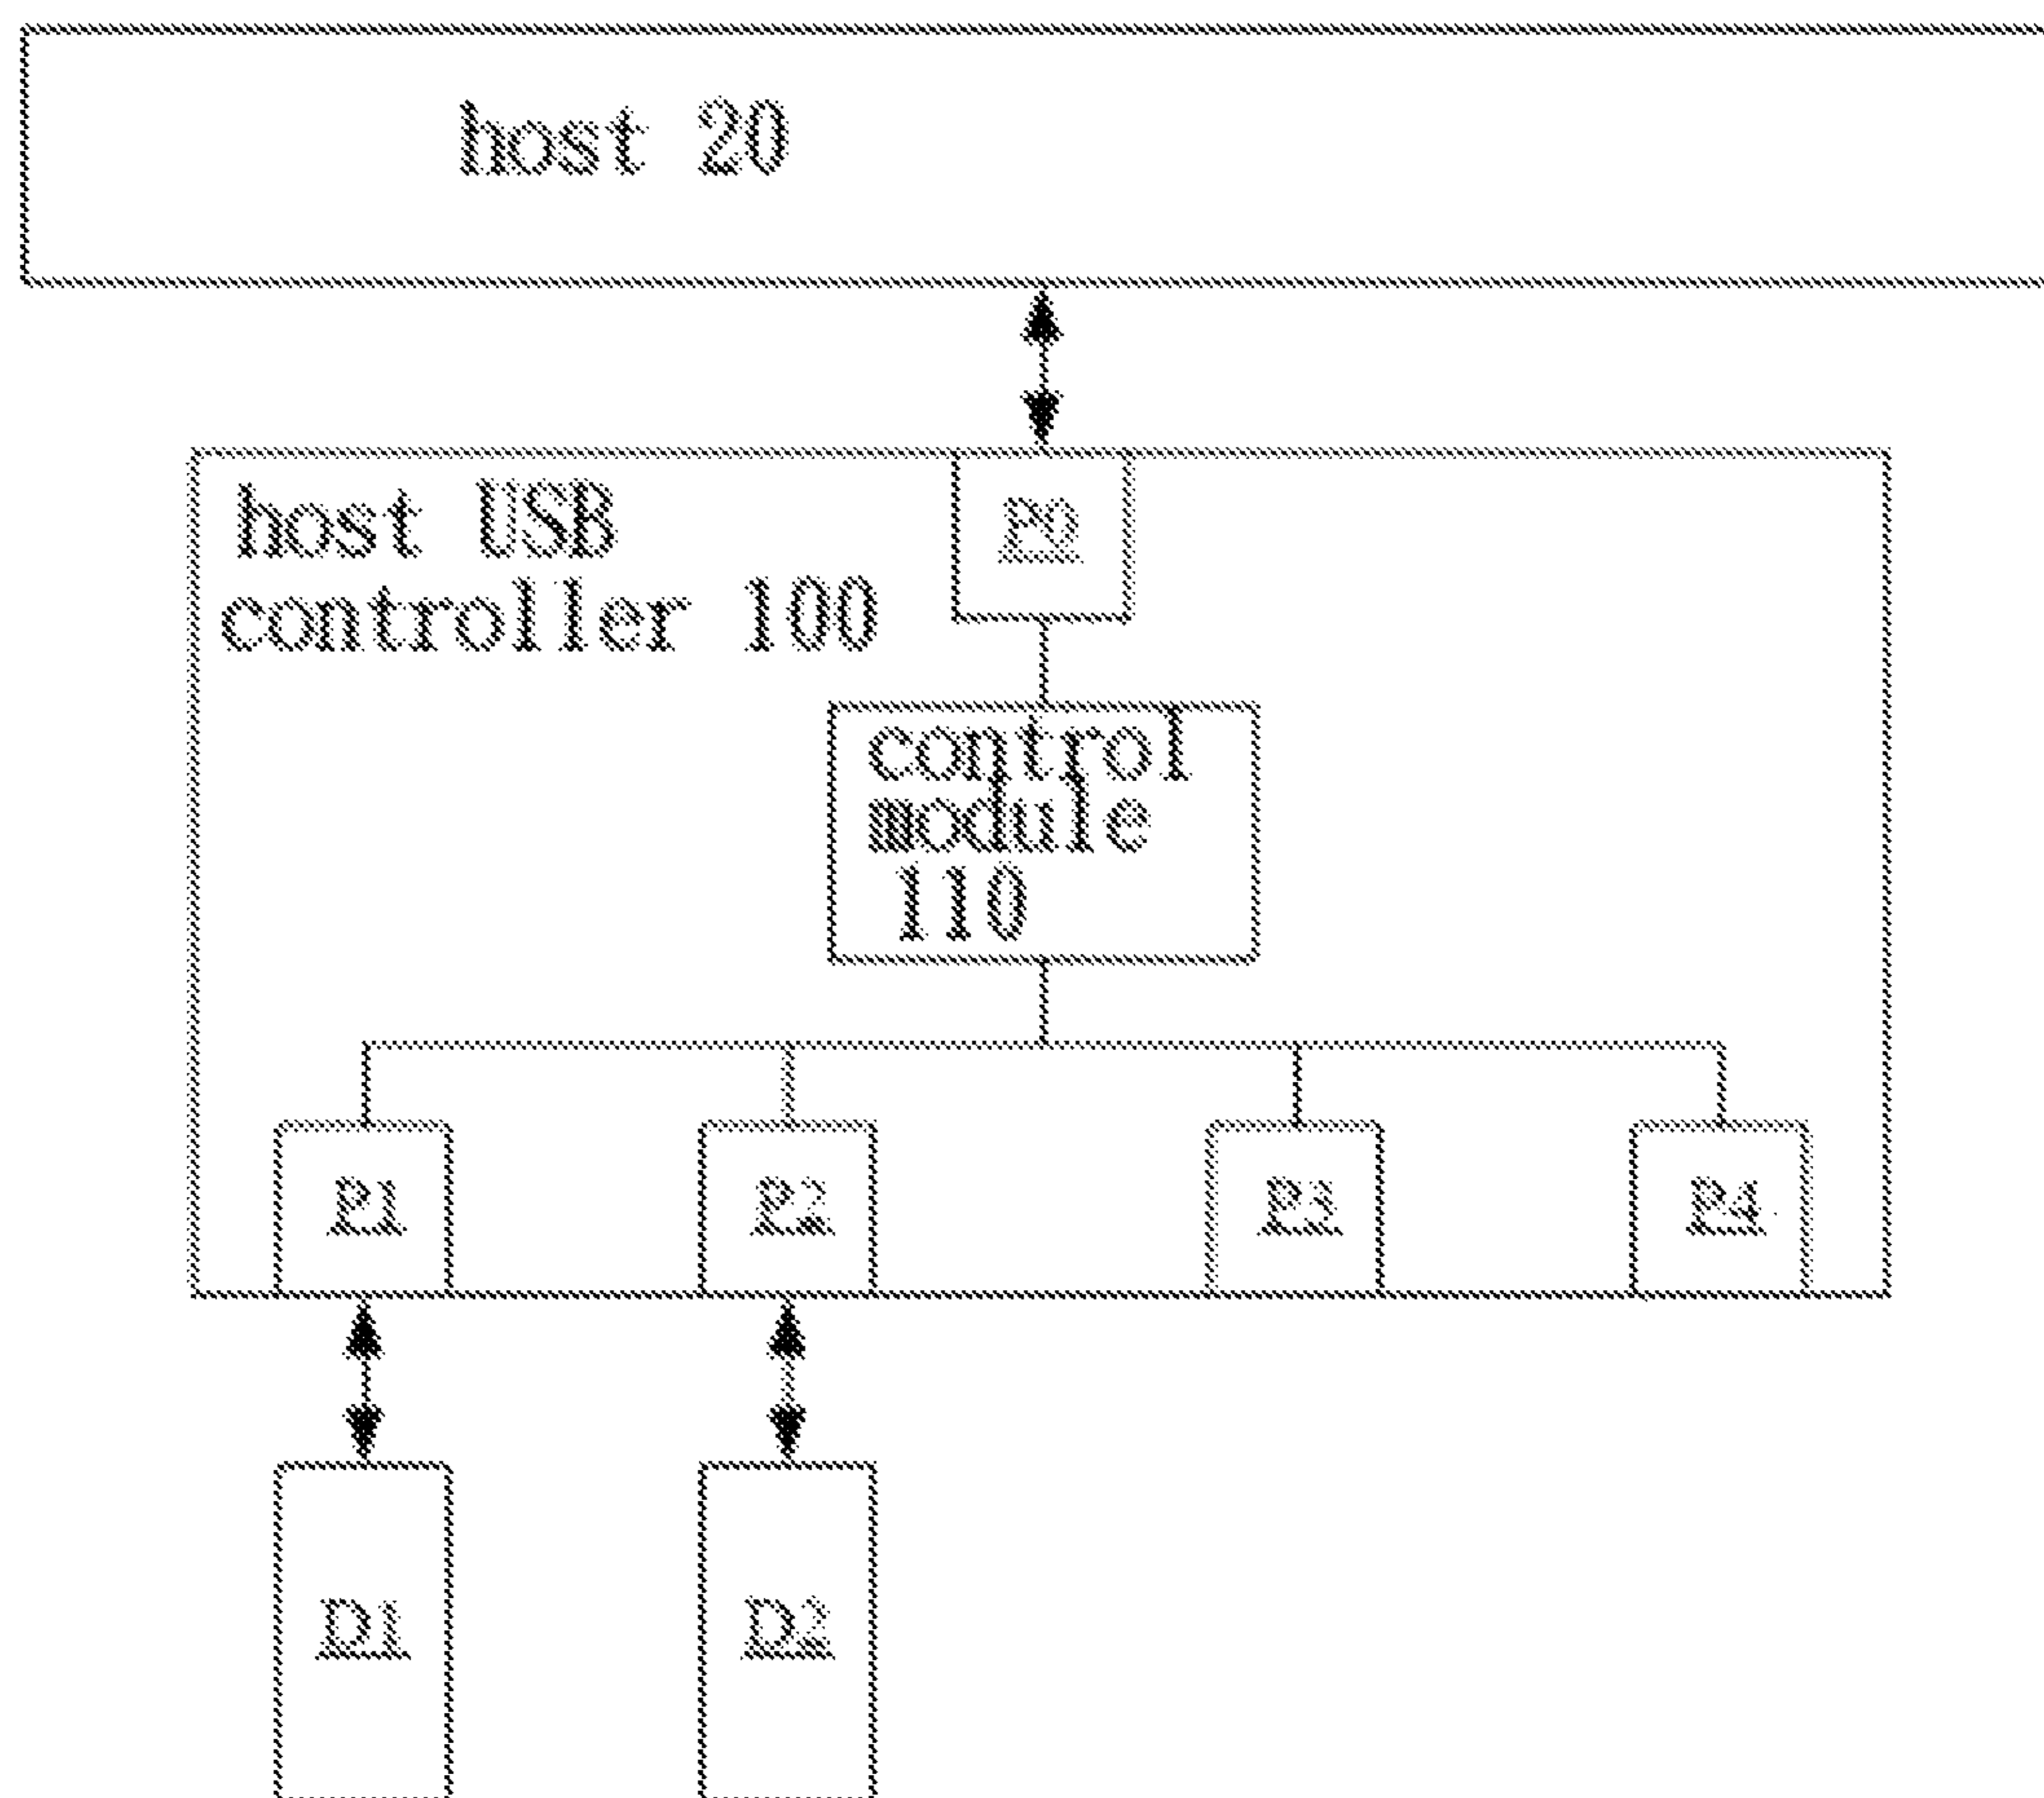 host 20
host USB
P0
controller 100
control
module
110
P1
P2
P3
P4
D1
D2